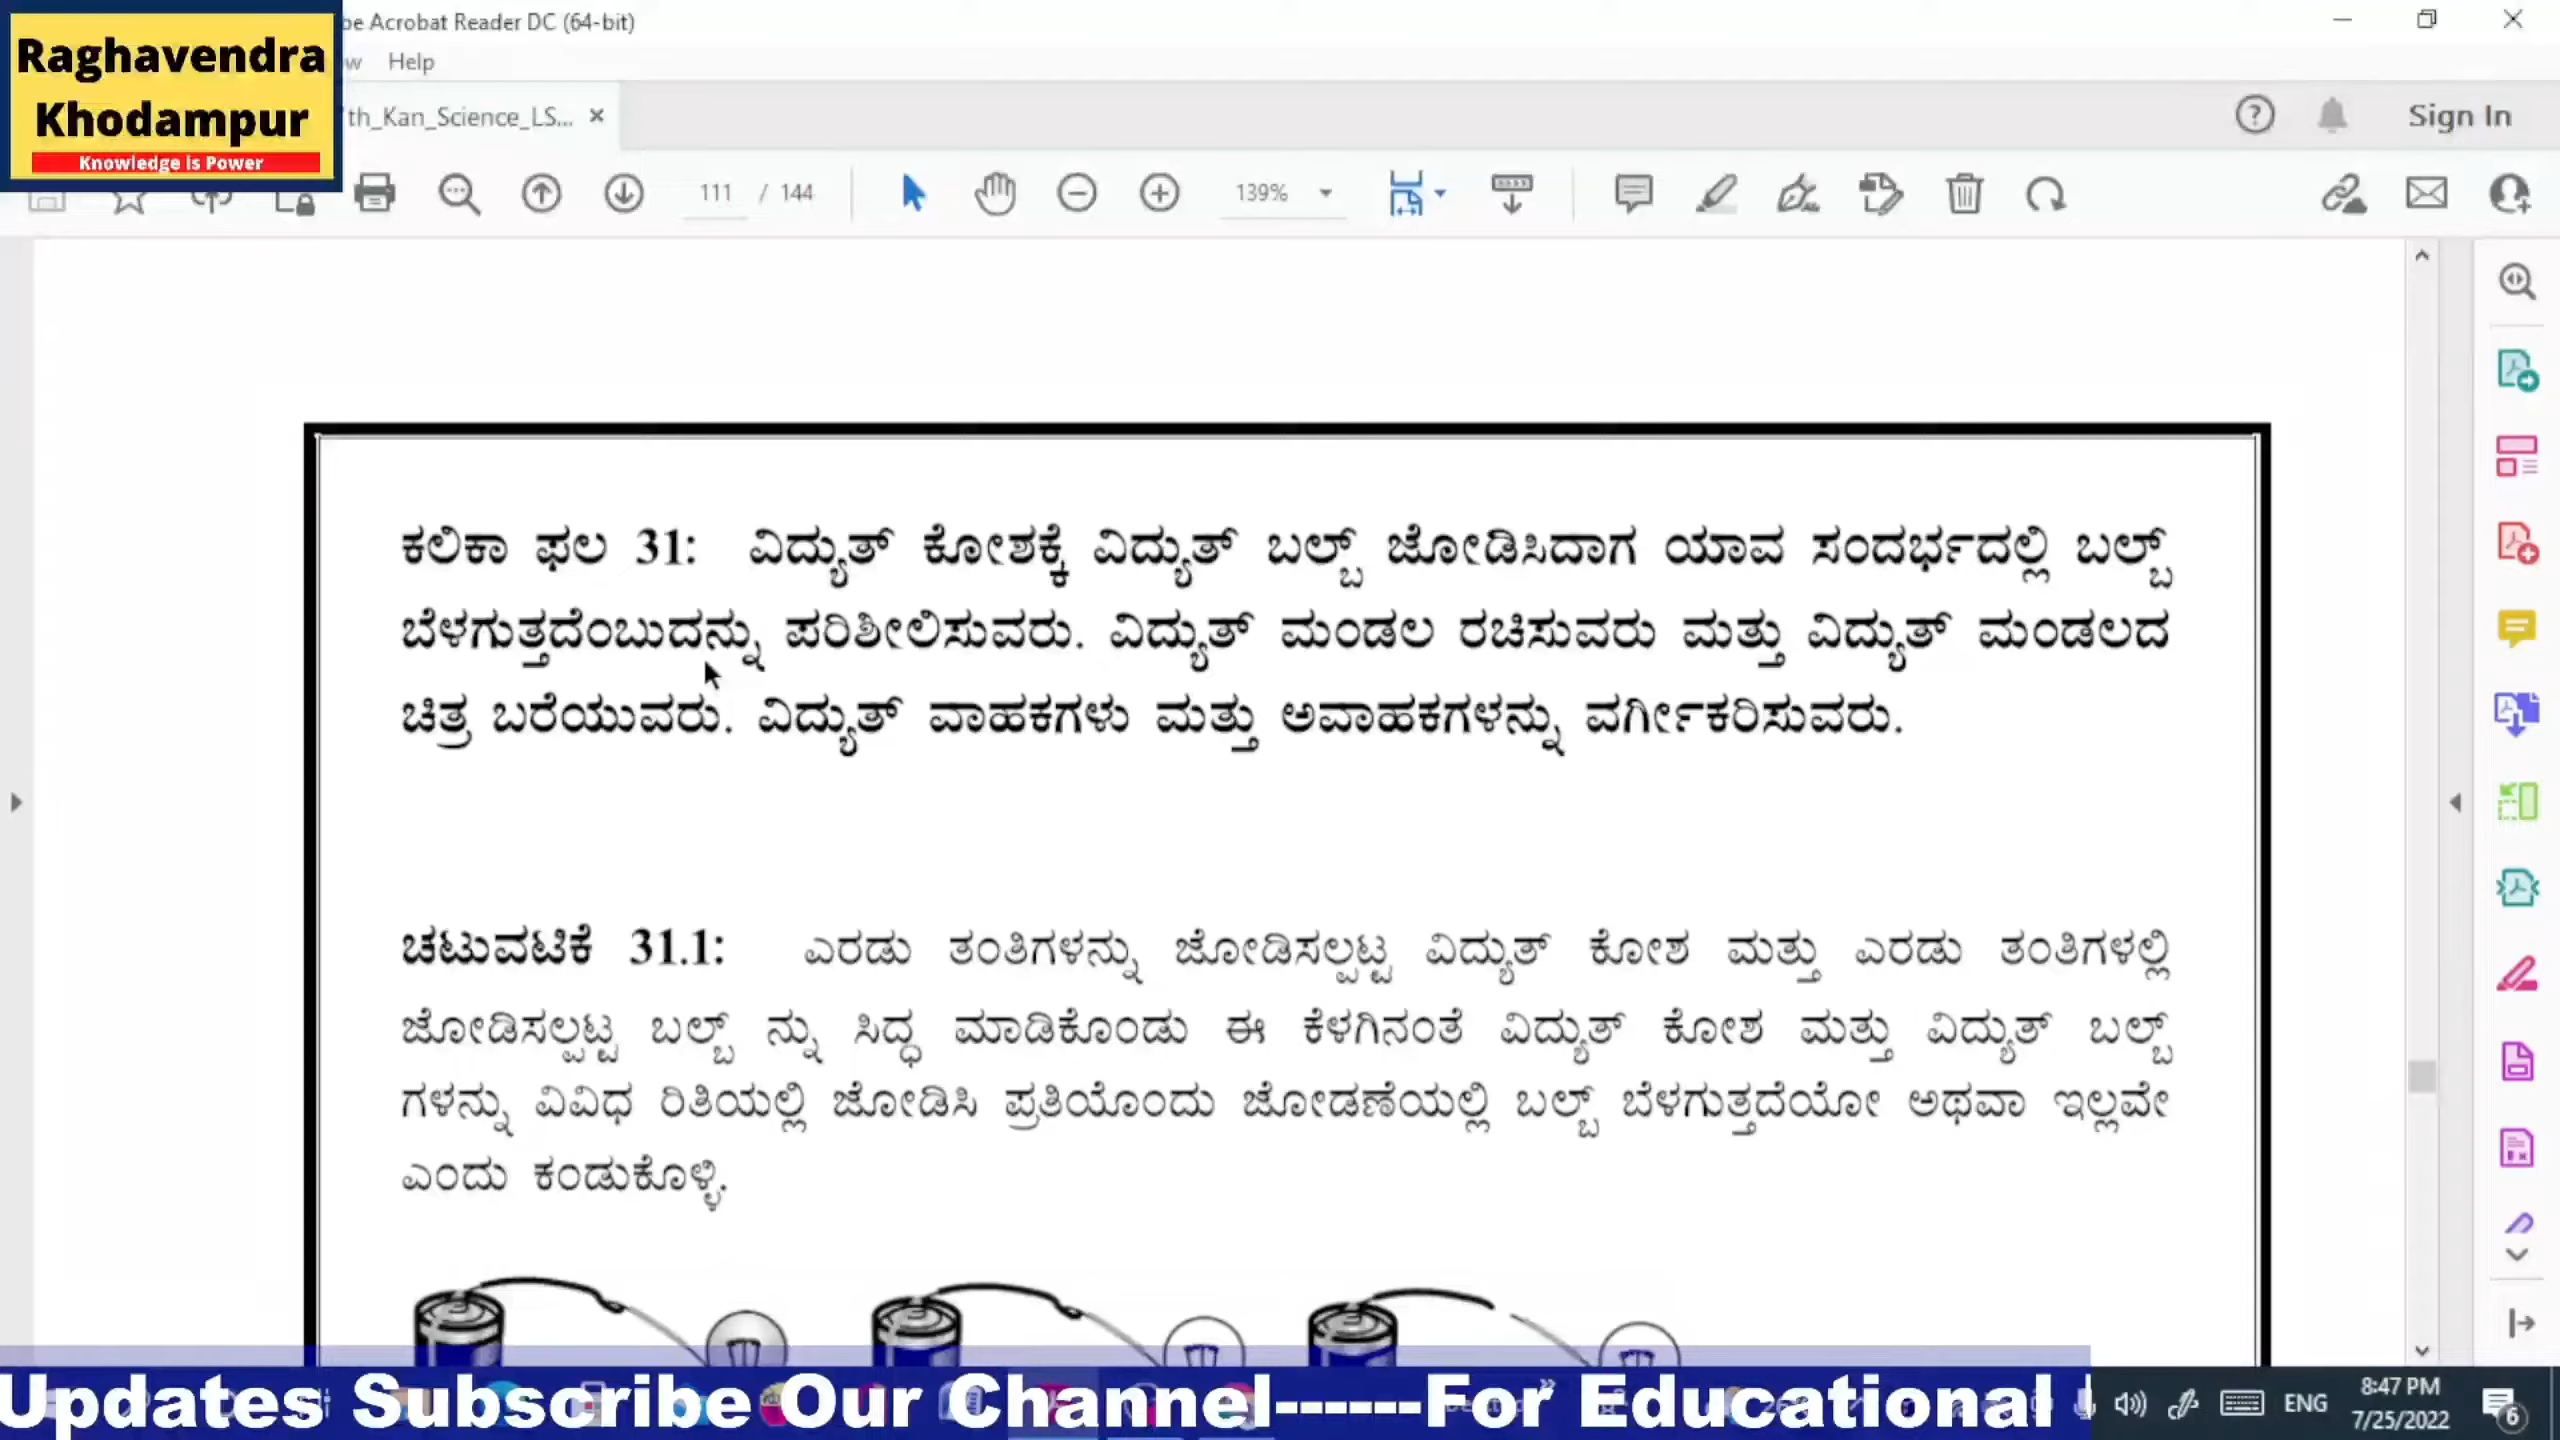 Raghavendra
Khodampur
Knowledge is Power
be Acrobat Reader DC (64-bit)
Help
th_Kan_Science_LS...
Sign In
111 / 144
139%
ಕಲಿಕಾ ಫಲ 31: ವಿದ್ಯುತ್ ಕೋಶಕ್ಕೆ ವಿದ್ಯುತ್ ಬಲ್ಬ್ ಜೋಡಿಸಿದಾಗ ಯಾವ ಸಂದರ್ಭದಲ್ಲಿ ಬಲ್ಬ್
ಬೆಳಗುತ್ತದೆಂಬುದನ್ನು ಪರಿಶೀಲಿಸುವರು. ವಿದ್ಯುತ್ ಮಂಡಲ ರಚಿಸುವರು ಮತ್ತು ವಿದ್ಯುತ್ ಮಂಡಲದ
ಚಿತ್ರ ಬರೆಯುವರು. ವಿದ್ಯುತ್ ವಾಹಕಗಳು ಮತ್ತು ಅವಾಹಕಗಳನ್ನು ವರ್ಗೀಕರಿಸುವರು.
ಚಟುವಟಿಕೆ 31.1: ಎರಡು ತಂತಿಗಳನ್ನು ಜೋಡಿಸಲ್ಪಟ್ಟ ವಿದ್ಯುತ್ ಕೋಶ ಮತ್ತು ಎರಡು ತಂತಿಗಳಲ್ಲಿ
ಜೋಡಿಸಲ್ಪಟ್ಟ ಬಲ್ಬ್ ನ್ನು ಸಿದ್ಧ ಮಾಡಿಕೊಂಡು ಈ ಕೆಳಗಿನಂತೆ ವಿದ್ಯುತ್ ಕೋಶ ಮತ್ತು ವಿದ್ಯುತ್ ಬಲ್ಬ್
ಗಳನ್ನು ವಿವಿಧ ರಿತಿಯಲ್ಲಿ ಜೋಡಿಸಿ ಪ್ರತಿಯೊಂದು ಜೋಡಣೆಯಲ್ಲಿ ಬಲ್ಬ್ ಬೆಳಗುತ್ತದೆಯೋ ಅಥವಾ ಇಲ್ಲವೇ
ಎಂದು ಕಂಡುಕೊಳ್ಳಿ.
Updates Subscribe Our Channel------For Educational
ENG
8:47 PM
7/25/2022
6